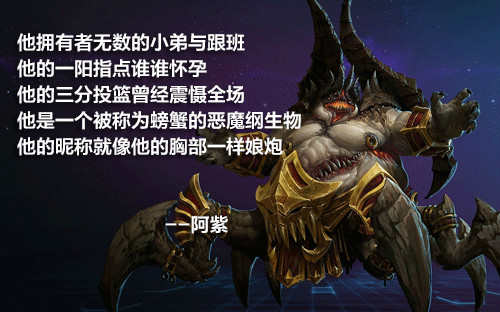 他拥有者无数的小弟与跟班
他的一阳指点谁谁怀孕
他的三分投篮曾经震慑全场
他是一个被称为螃蟹的恶魔纲生物
他的昵称就像他的胸部一样娘炮
——阿紫